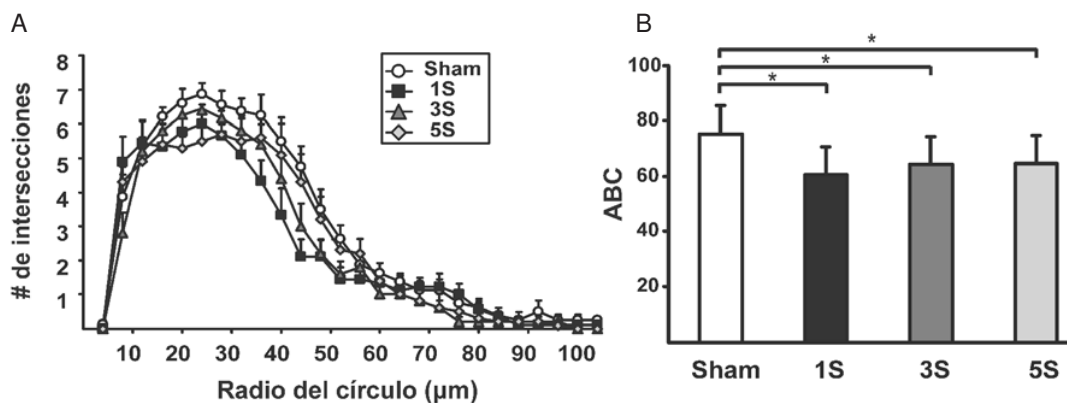 A
# de intersecciones
8
7
6
5
4
3
2
1
10 20 30 40 50 60 70 80 90 100
Radio del círculo (µm)
Sham
1S
3S
5S
B
ABC
100
80
60
40
20
0
*
*
*
Sham 1S 3S 5S